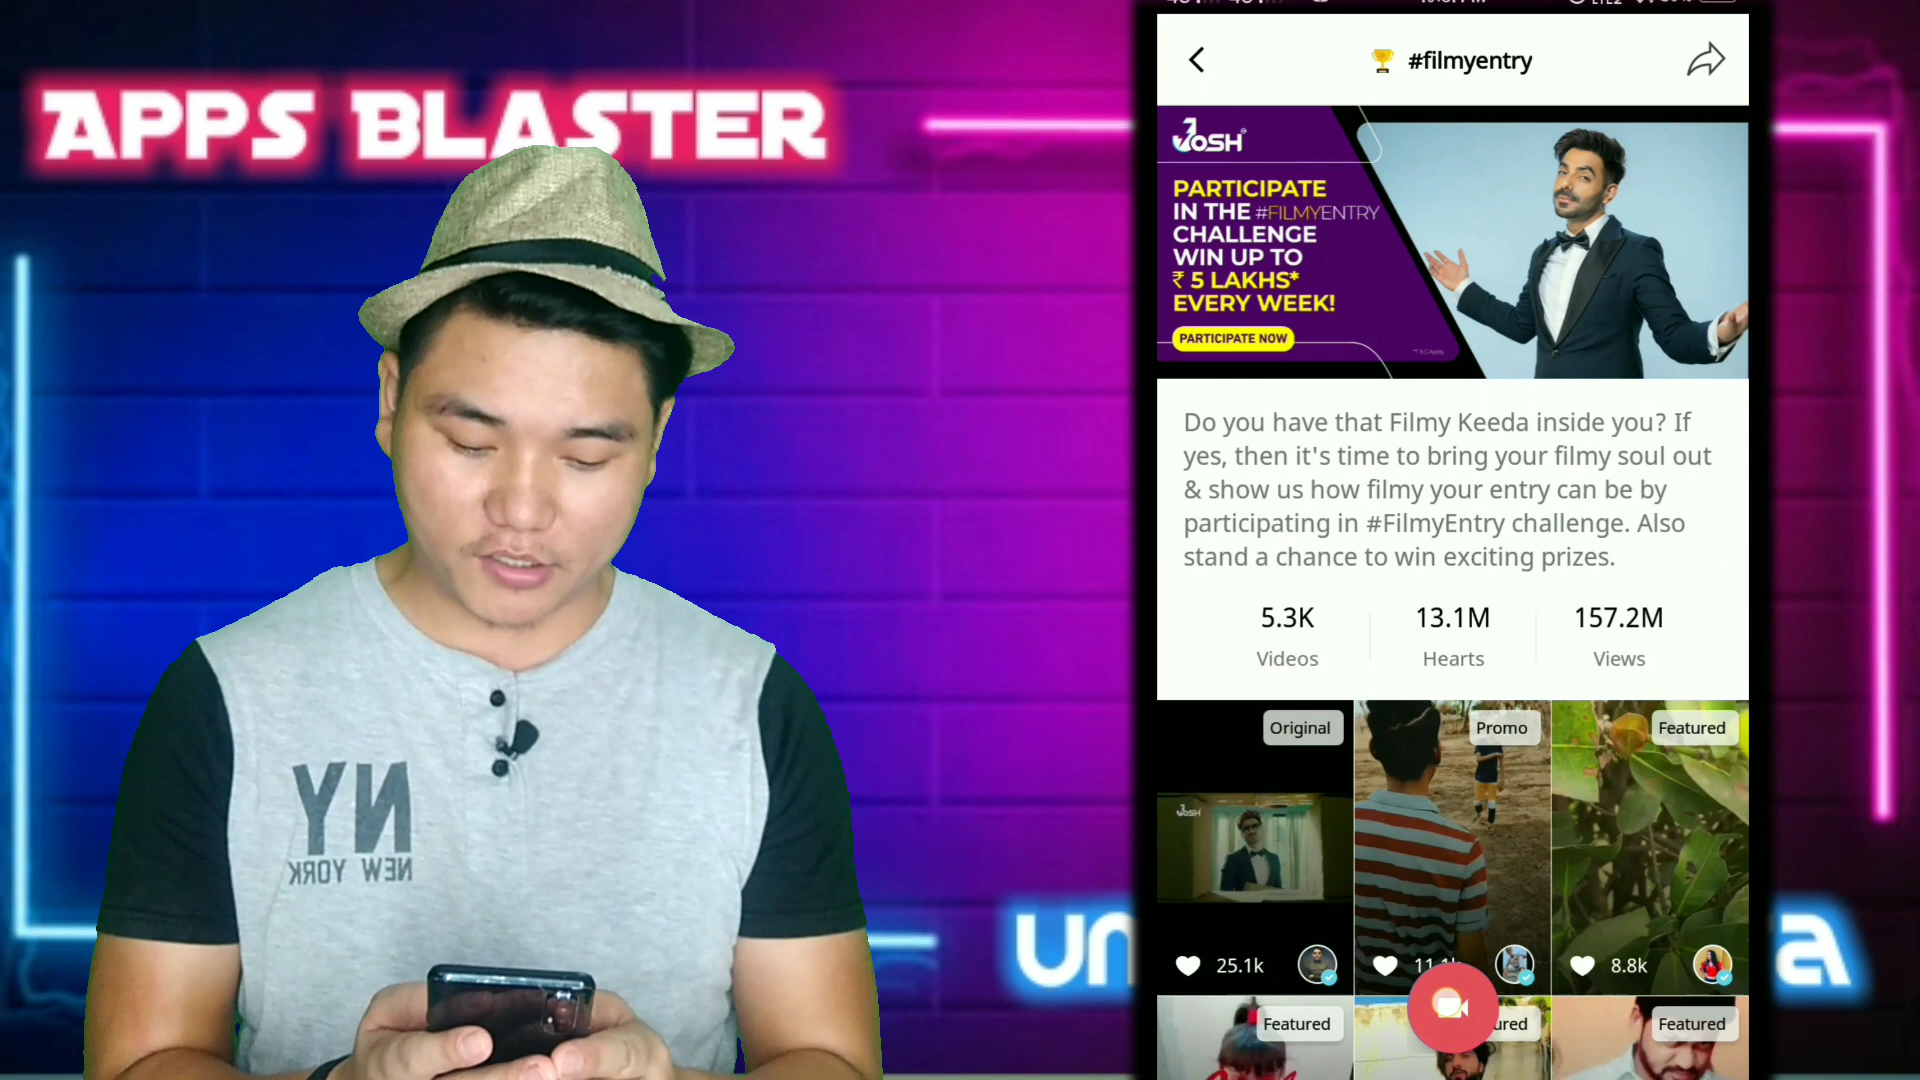 APPS BLASTER
#filmyentry
JOSH
PARTICIPATE
IN THE #FILMYENTRY
CHALLENGE
WIN UP TO
₹ 5 LAKHS*
EVERY WEEK!
PARTICIPATE NOW
Do you have that Filmy Keeda inside you? If
yes, then it's time to bring your filmy soul out
& show us how filmy your entry can be by
participating in #FilmyEntry challenge. Also
stand a chance to win exciting prizes.
5.3K 13.1M 157.2M
Videos Hearts Views
Original Promo Featured
JOSH
25.1k 8.8k
Featured Featured
NY
NEW YORK